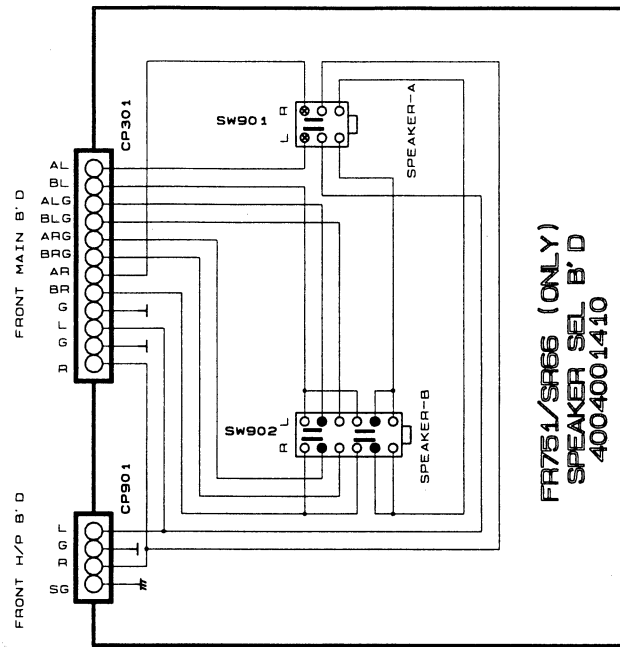 FRONT MAIN B'D
CP301
AL
BL
ALG
BLG
ARG
BRG
AR
BR
G
L
G
R
FRONT H/P B'D
CP901
L
G
R
SG
SW901
R
L
SPEAKER-A
SW902
L
R
SPEAKER-B
FR751/SR66 (ONLY)
SPEAKER SEL B'D
4004001410